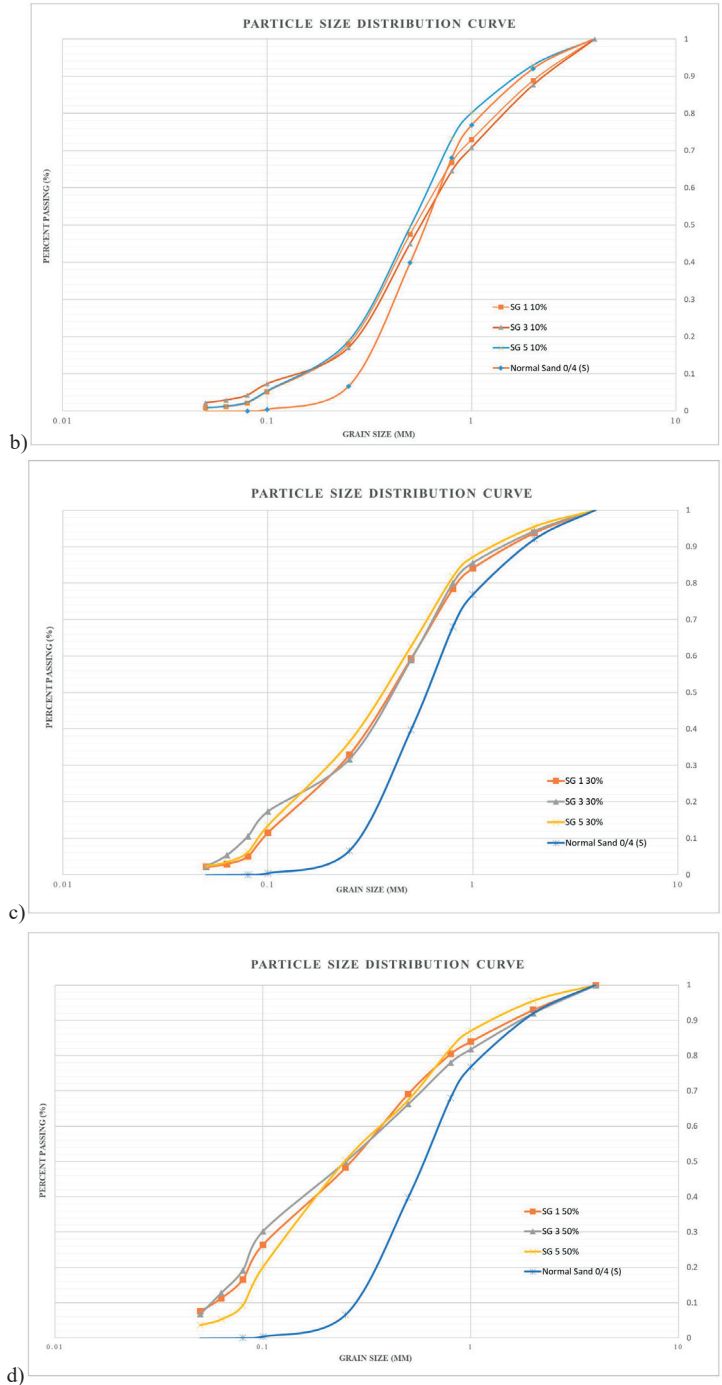 PARTICLE SIZE DISTRIBUTION CURVE
1
0.9
0.8
0.7
0.6
0.5
0.4
0.3
0.2
0.1
0
PERCENT PASSING (%)
SG 1 10%
SG 3 10%
SG 5 10%
Normal Sand 0/4 (S)
0.01
0.1
1
10
GRAIN SIZE (MM)
b)
PARTICLE SIZE DISTRIBUTION CURVE
1
0.9
0.8
0.7
0.6
0.5
0.4
0.3
0.2
0.1
0
PERCENT PASSING (%)
SG 1 30%
SG 3 30%
SG 5 30%
Normal Sand 0/4 (S)
0.01
0.1
1
10
GRAIN SIZE (MM)
c)
PARTICLE SIZE DISTRIBUTION CURVE
1
0.9
0.8
0.7
0.6
0.5
0.4
0.3
0.2
0.1
0
PERCENT PASSING (%)
SG 1 50%
SG 3 50%
SG 5 50%
Normal Sand 0/4 (S)
0.01
0.1
1
10
GRAIN SIZE (MM)
d)